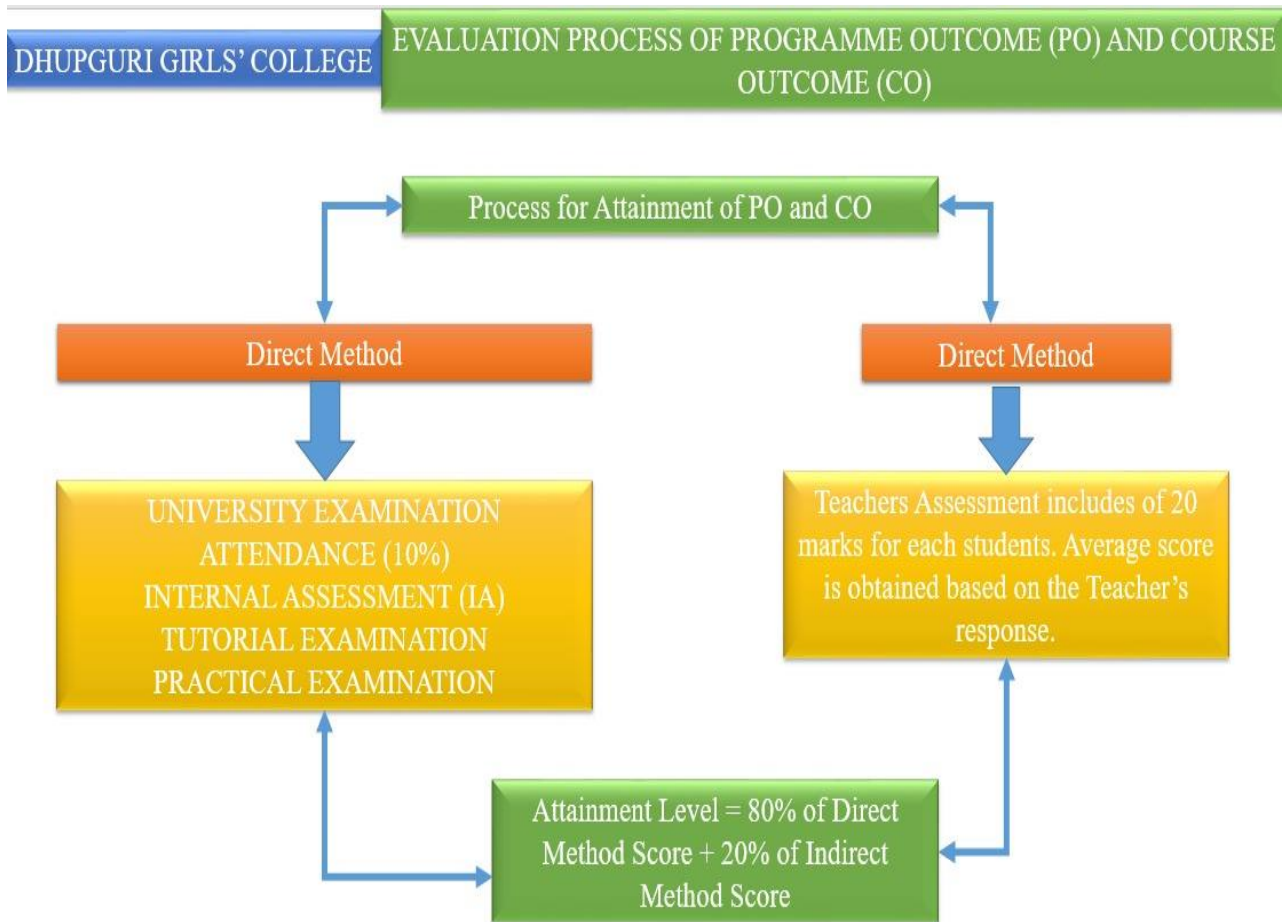 DHUPGURI GIRLS’ COLLEGE
EVALUATION PROCESS OF PROGRAMME OUTCOME (PO) AND COURSE
OUTCOME (CO)
Process for Attainment of PO and CO
Direct Method
Direct Method
UNIVERSITY EXAMINATION
ATTENDANCE (10%)
INTERNAL ASSESSMENT (IA)
TUTORIAL EXAMINATION
PRACTICAL EXAMINATION
Teachers Assessment includes of 20
marks for each students. Average score
is obtained based on the Teacher’s
response.
Attainment Level = 80% of Direct
Method Score + 20% of Indirect
Method Score